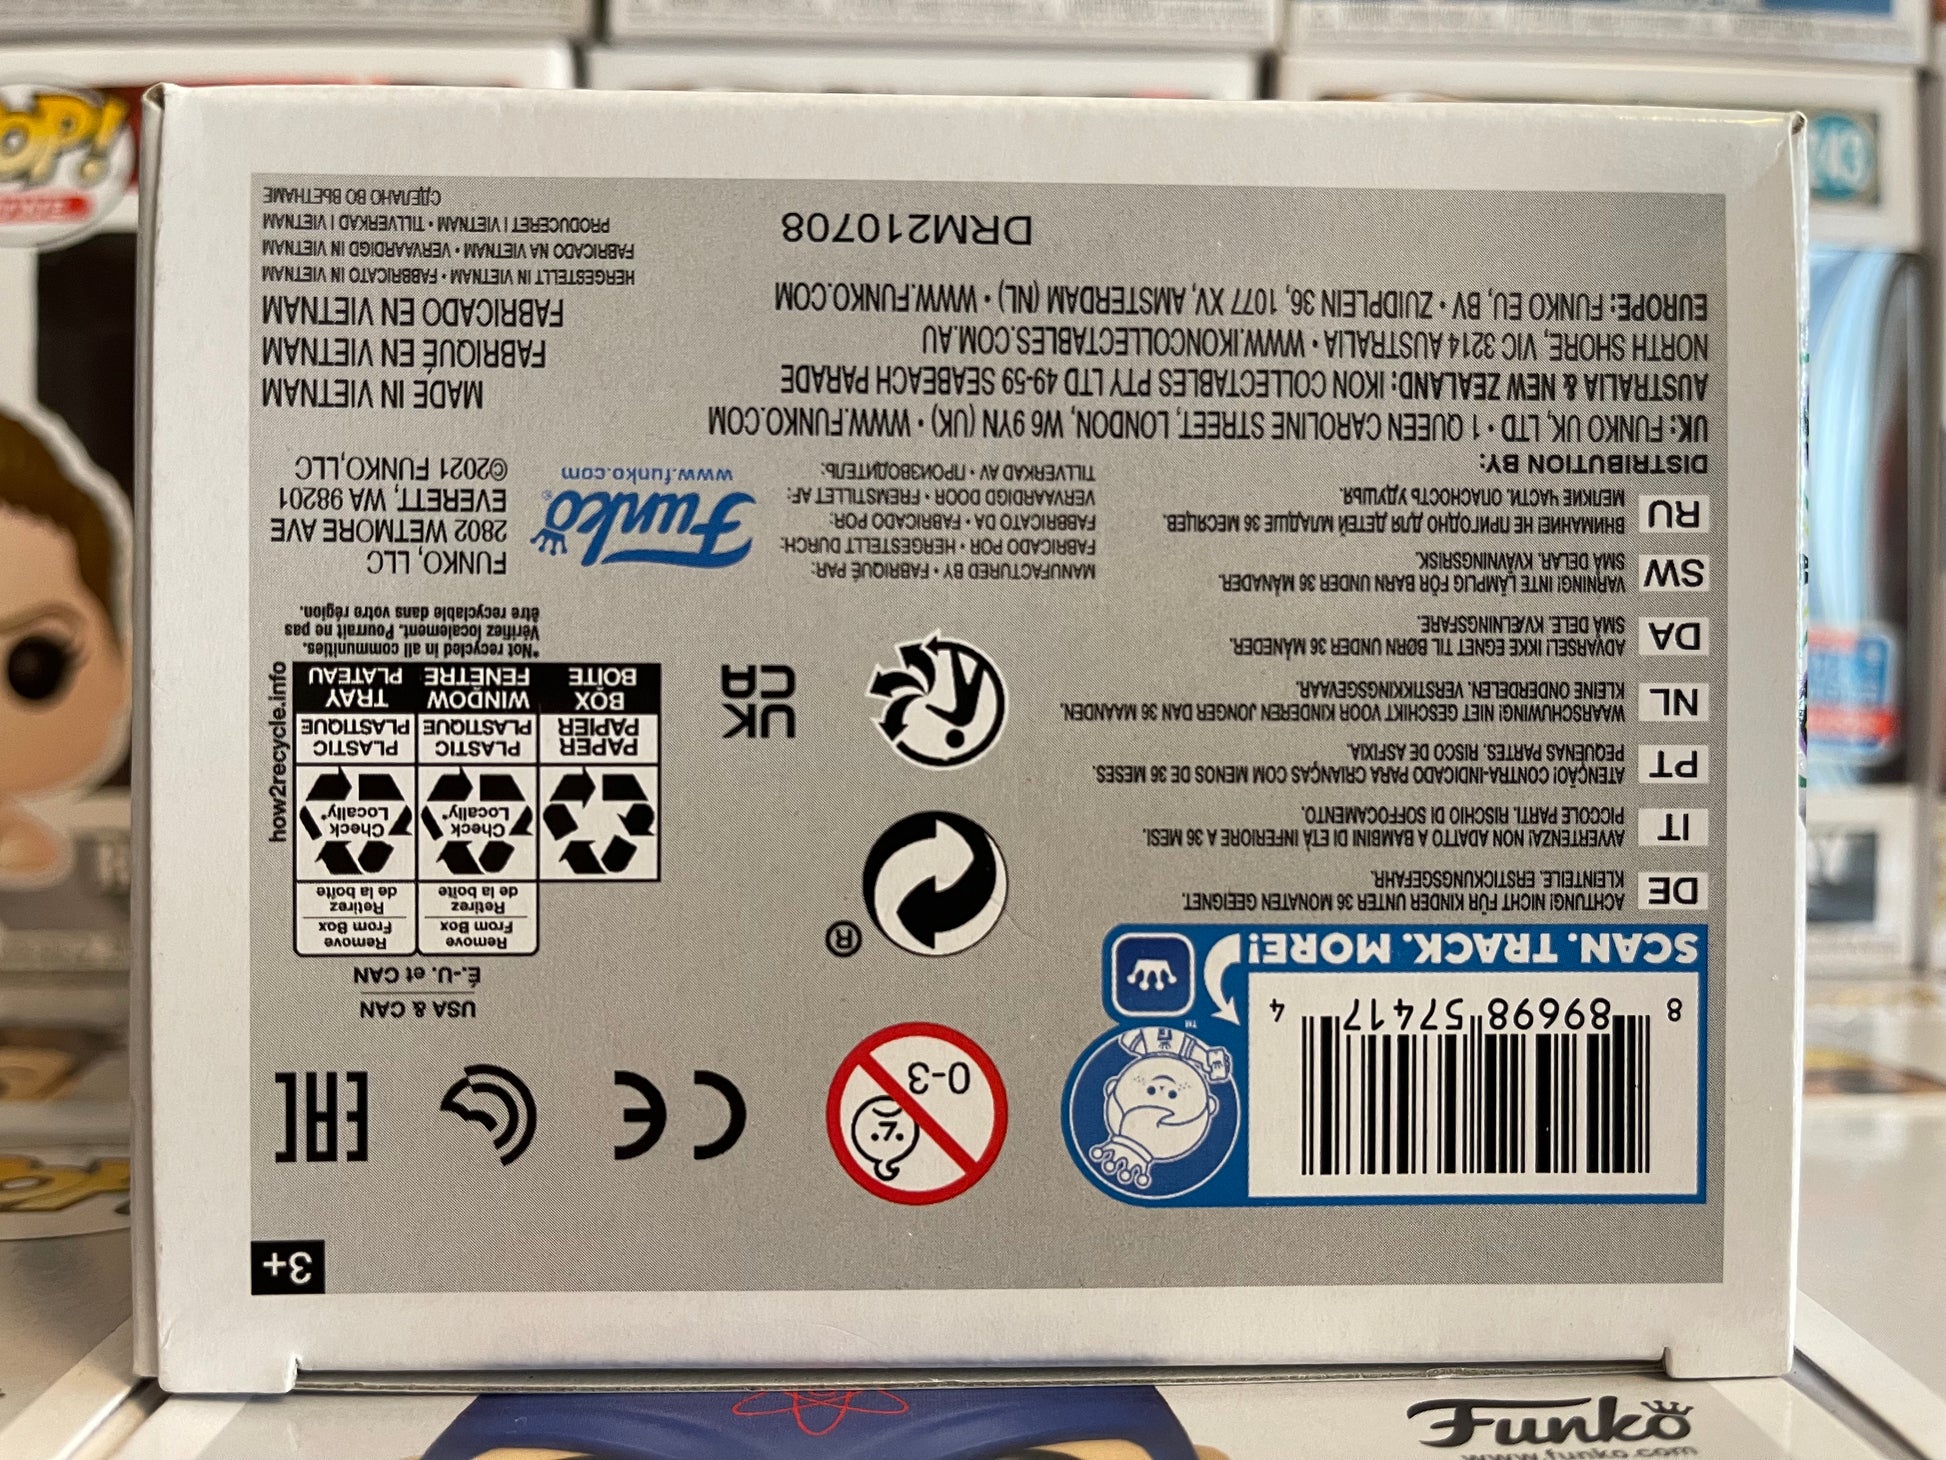 3+
8 89698 57417 4
SCAN. TRACK. MORE!
™
0-3
CE
EAC
DE
ACHTUNG! NICHT FÜR KINDER UNTER 36 MONATEN GEEIGNET.
KLEINTEILE. ERSTICKUNGSGEFAHR.
IT
AVVERTENZA! NON ADATTO A BAMBINI DI ETÀ INFERIORE A 36 MESI.
PICCOLE PARTI. RISCHIO DI SOFFOCAMENTO.
PT
ATENÇÃO! CONTRA-INDICADO PARA CRIANÇAS COM MENOS DE 36 MESES.
PEQUENAS PARTES. RISCO DE ASFIXIA.
NL
WAARSCHUWING! NIET GESCHIKT VOOR KINDEREN JONGER DAN 36 MAANDEN.
KLEINE ONDERDELEN. VERSTIKKINGSGEVAAR.
DA
ADVARSEL! IKKE EGNET TIL BØRN UNDER 36 MÅNEDER.
SMÅ DELE. KVÆLNINGSFARE.
SW
VARNING! INTE LÄMPLIG FÖR BARN UNDER 36 MÅNADER.
SMÅ DELAR. KVÄVNINGSRISK.
RU
ВНИМАНИЕ! НЕ ПРИГОДНО ДЛЯ ДЕТЕЙ МЛАДШЕ 36 МЕСЯЦЕВ.
МЕЛКИЕ ЧАСТИ. ОПАСНОСТЬ УДУШЬЯ.
®
UK
CA
USA & CAN
É.-U. et CAN
Remove
From Box
Retirez
de la boîte
Remove
From Box
Retirez
de la boîte
Check
Locally*
Check
Locally*
PAPER
PAPIER
PLASTIC
PLASTIQUE
PLASTIC
PLASTIQUE
BOX
BOÎTE
WINDOW
FENÊTRE
TRAY
PLATEAU
how2recycle.info
*Not recycled in all communities.
Vérifiez localement. Pourrait ne pas
être recyclable dans votre région.
MANUFACTURED BY • FABRIQUÉ PAR:
FABRICADO POR • HERGESTELLT DURCH:
FABBRICATO DA • FABRICADO POR:
VERVAARDIGD DOOR • FREMSTILLET AF:
TILLVERKAD AV • ПРОИЗВОДИТЕЛЬ:
Funko®
www.funko.com
FUNKO, LLC
2802 WETMORE AVE
EVERETT, WA 98201
©2021 FUNKO,LLC
DISTRIBUTION BY:
UK: FUNKO UK, LTD • 1 QUEEN CAROLINE STREET, LONDON, W6 9YN (UK) • WWW.FUNKO.COM
AUSTRALIA & NEW ZEALAND: IKON COLLECTABLES PTY LTD 49-59 SEABEACH PARADE
NORTH SHORE, VIC 3214 AUSTRALIA • WWW.IKONCOLLECTABLES.COM.AU
EUROPE: FUNKO EU, BV • ZUIDPLEIN 36, 1077 XV, AMSTERDAM (NL) • WWW.FUNKO.COM
DRM210708
MADE IN VIETNAM
FABRIQUÉ EN VIETNAM
FABRICADO EN VIETNAM
HERGESTELLT IN VIETNAM • FABBRICATO IN VIETNAM
FABRICADO NA VIETNAM • VERVAARDIGD IN VIETNAM
PRODUCERET I VIETNAM • TILLVERKAD I VIETNAM
СДЕЛАНО ВО ВЬЕТНАМЕ
Funko
www.funko.com
POP!
43